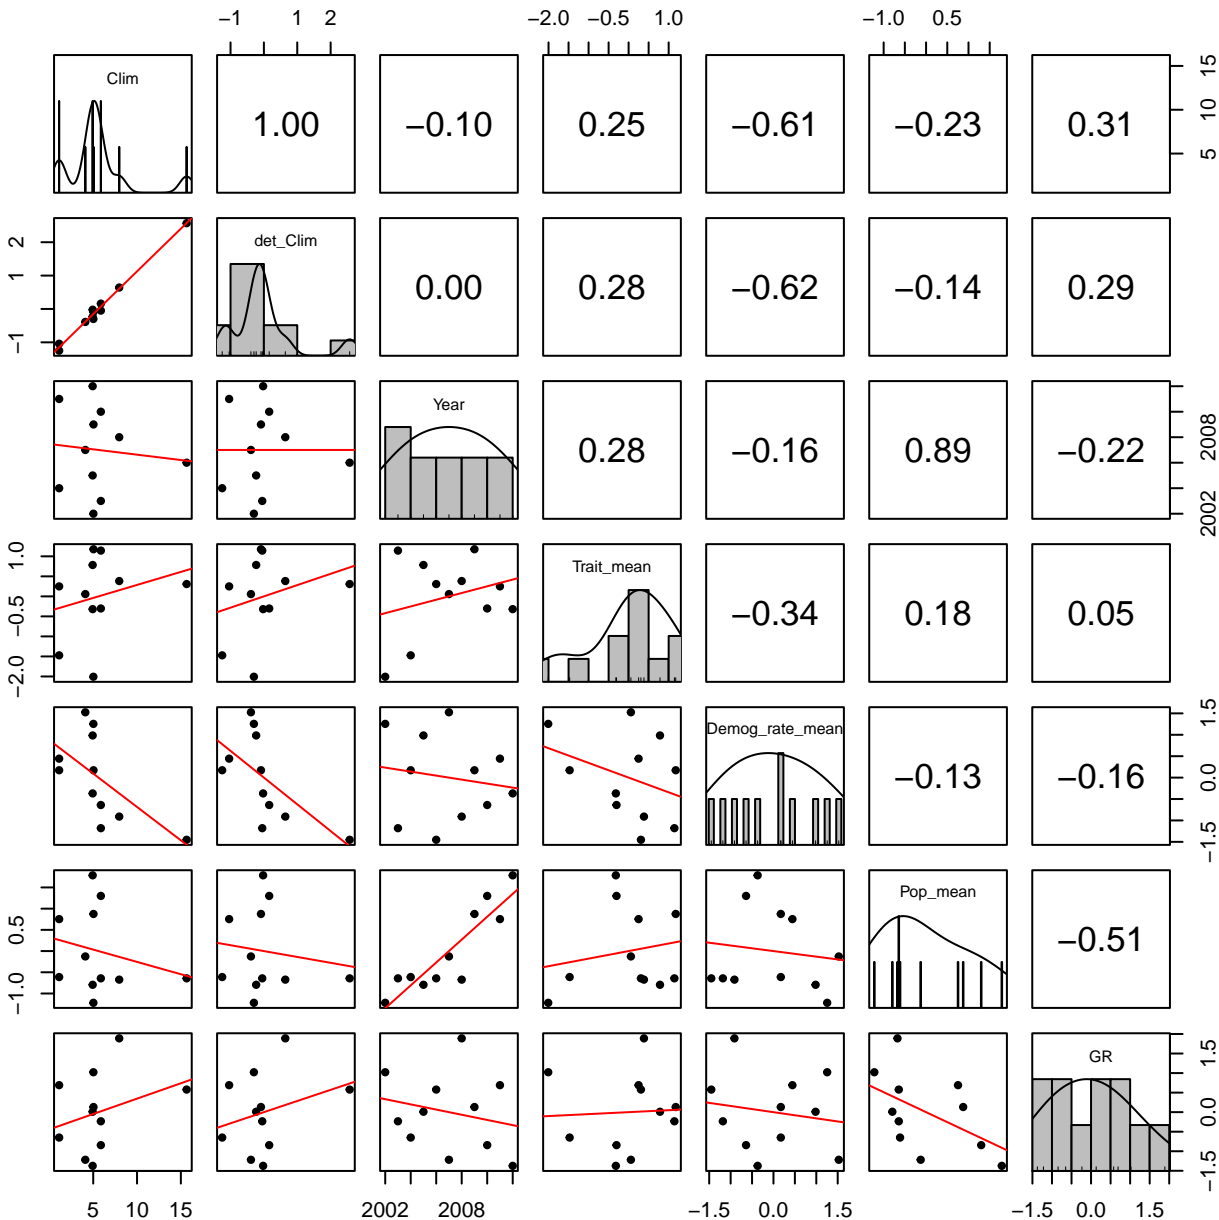 −1 1 2 −2.0 −0.5 1.0 −1.0 0.5
Clim 1.00 −0.10 0.25 −0.61 −0.23 0.31 5 10 15
−1 1 2 det_Clim 0.00 0.28 −0.62 −0.14 0.29
Year 0.28 −0.16 0.89 −0.22 2002 2008
−2.0 −0.5 1.0 Trait_mean −0.34 0.18 0.05
Demog_rate_mean −0.13 −0.16 −1.5 0.0 1.5
−1.0 0.5 Pop_mean −0.51
GR −1.5 0.0 1.5
5 10 15 2002 2008 −1.5 0.0 1.5 −1.5 0.0 1.5